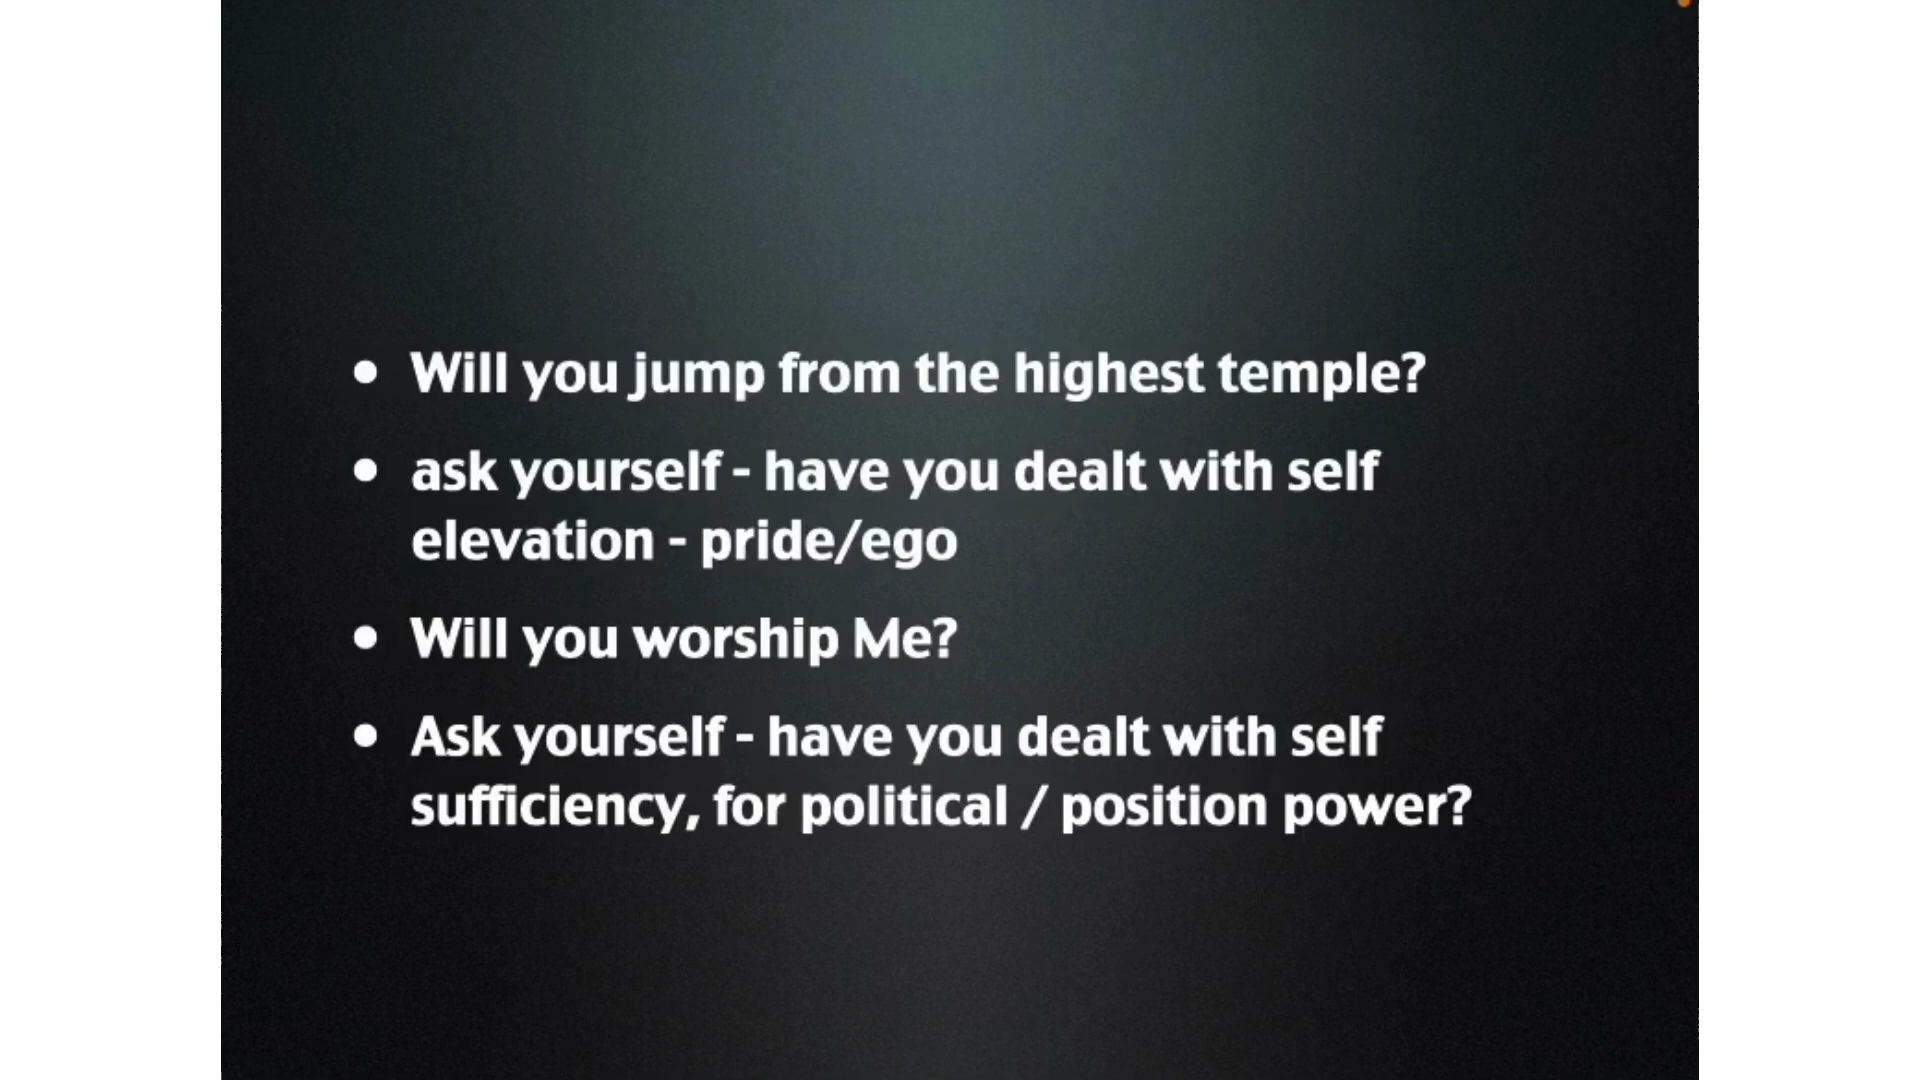 • Will you jump from the highest temple?
• ask yourself - have you dealt with self
elevation - pride/ego
• Will you worship Me?
• Ask yourself - have you dealt with self
sufficiency, for political / position power?